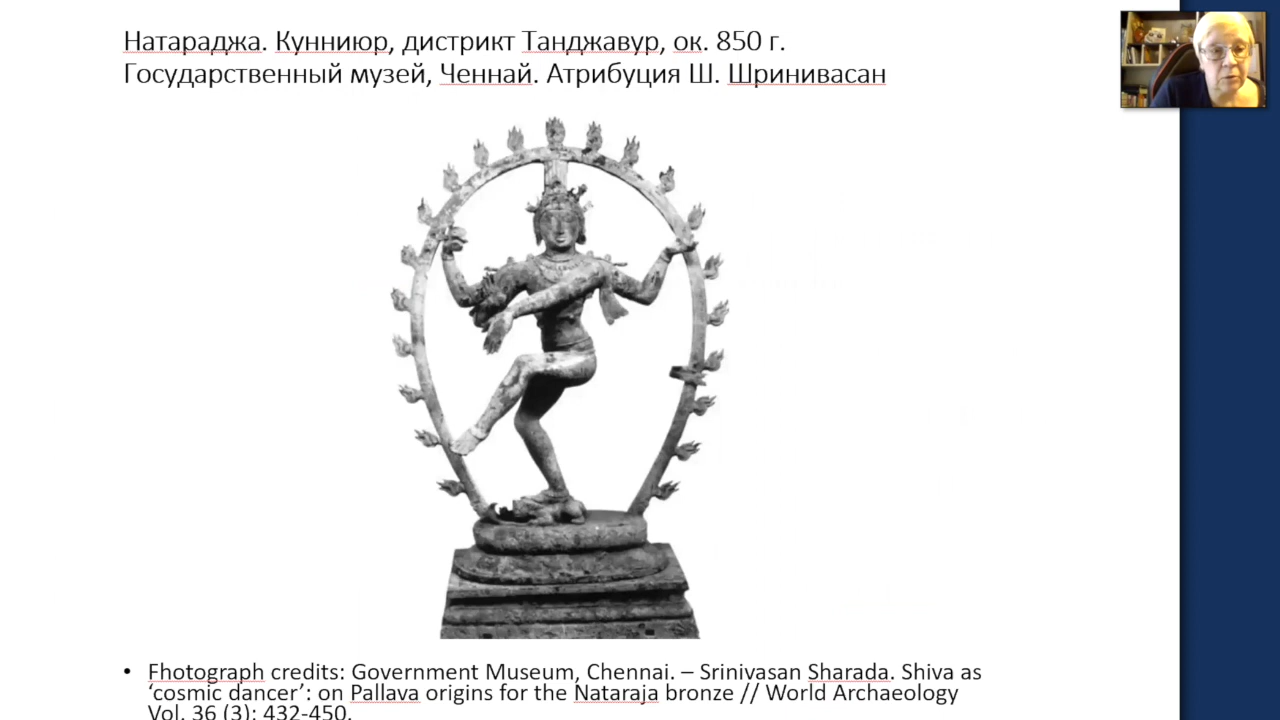 Натараджа. Кунниюр, дистрикт Танджавур, ок. 850 г.
Государственный музей, Ченнай. Атрибуция Ш. Шринивасан
• Fhotograph credits: Government Museum, Chennai. – Srinivasan Sharada. Shiva as
‘cosmic dancer’: on Pallava origins for the Nataraja bronze // World Archaeology
Vol. 36 (3): 432-450.